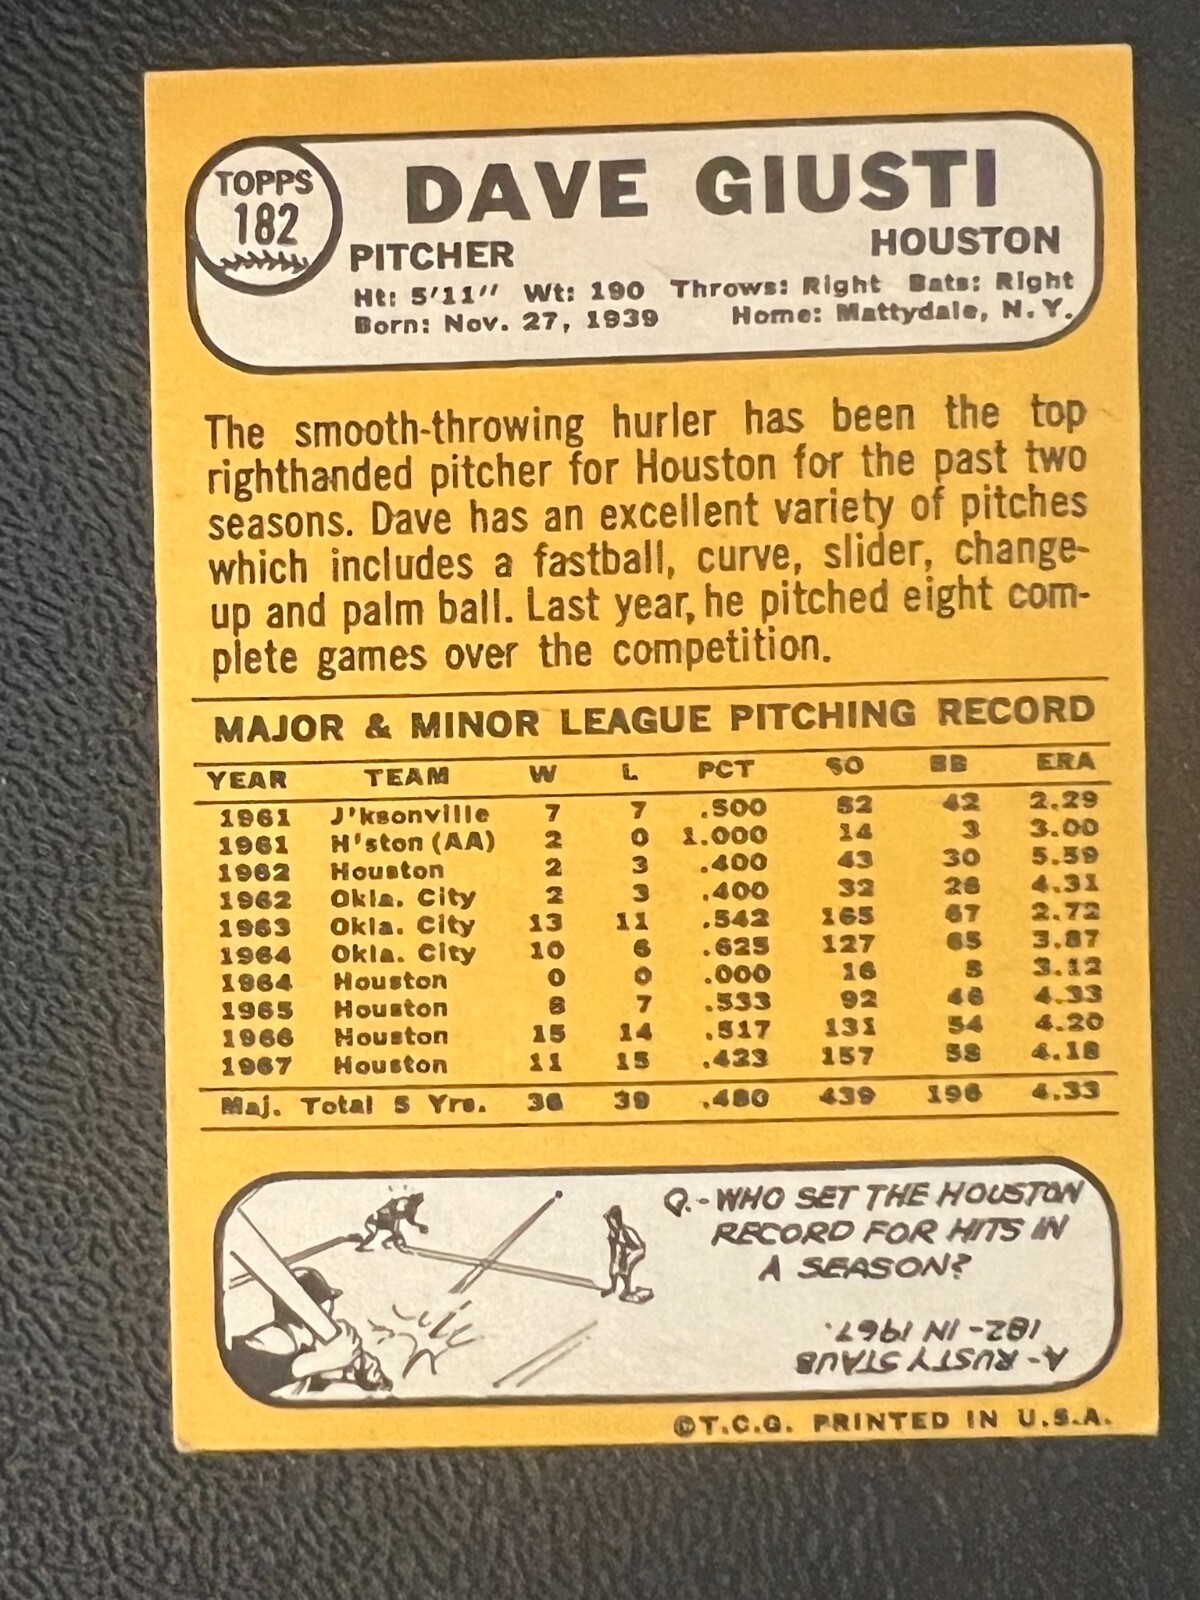 TOPPS
182
DAVE GIUSTI
PITCHER HOUSTON
Ht: 5'11" Wt: 190 Throws: Right Bats: Right
Born: Nov. 27, 1939 Home: Mattydale, N. Y.
The smooth-throwing hurler has been the top
righthanded pitcher for Houston for the past two
seasons. Dave has an excellent variety of pitches
which includes a fastball, curve, slider, change-
up and palm ball. Last year, he pitched eight com-
plete games over the competition.
MAJOR & MINOR LEAGUE PITCHING RECORD
YEAR TEAM W L PCT SO BB ERA
1961 J'ksonville 7 7 .500 52 42 2.29
1961 H'ston (AA) 2 0 1.000 14 3 3.00
1962 Houston 2 3 .400 43 30 5.59
1962 Okla. City 2 3 .400 32 26 4.31
1963 Okla. City 13 11 .542 165 67 2.72
1964 Okla. City 10 6 .625 127 65 3.87
1964 Houston 0 0 .000 16 8 3.12
1965 Houston 8 7 .533 92 46 4.33
1966 Houston 15 14 .517 131 54 4.20
1967 Houston 11 15 .423 157 58 4.18
Maj. Total 5 Yrs. 36 39 .480 439 196 4.33
Q.-WHO SET THE HOUSTON
RECORD FOR HITS IN
A SEASON?
A-RUSTY STAUB
182-IN 1967.
©T.C.G. PRINTED IN U.S.A.